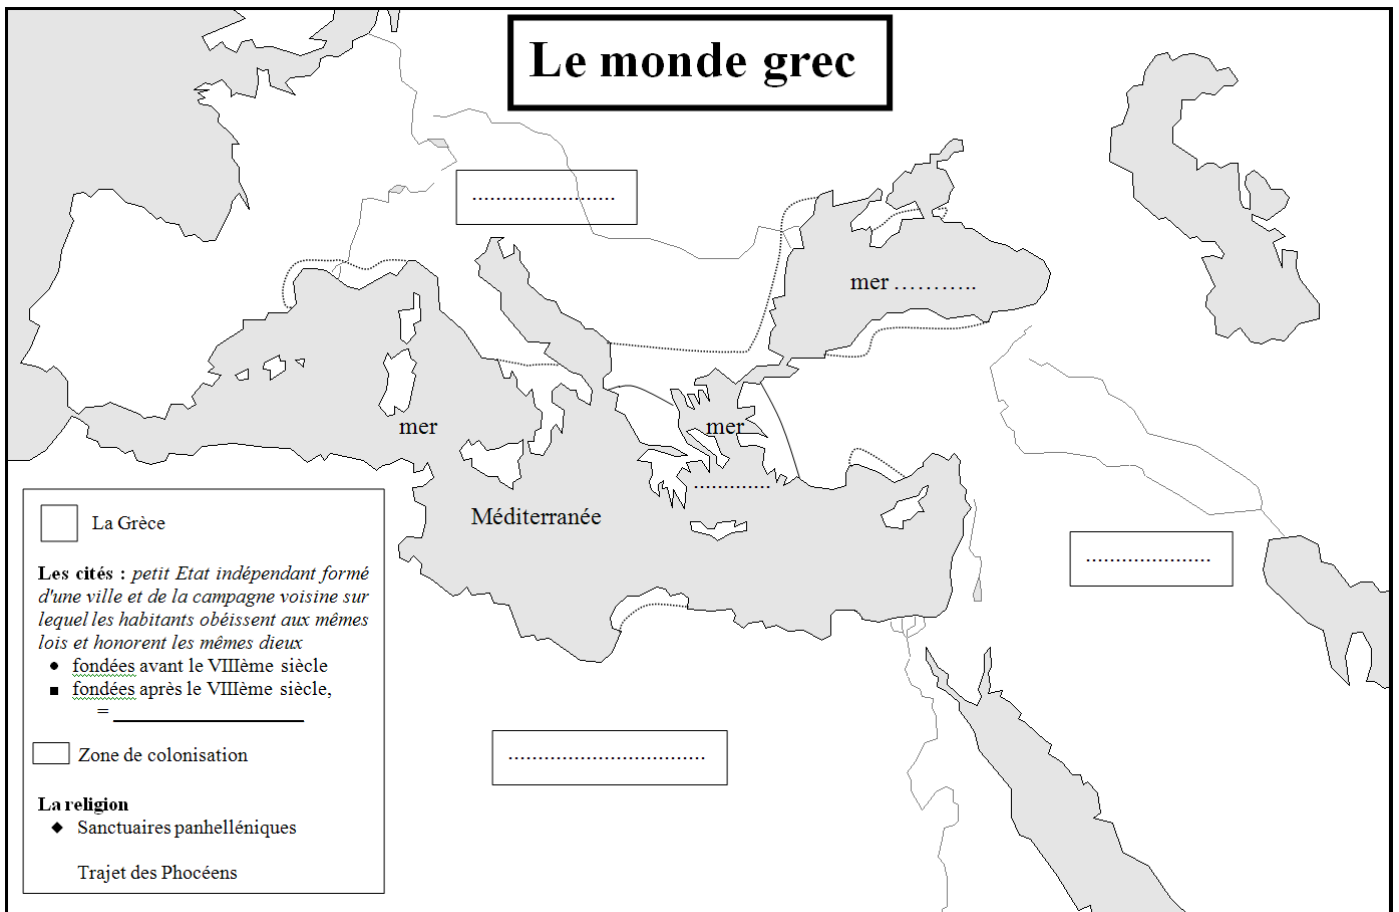 Le monde grec
........................
mer ………..
mer
mer
.............
Méditerranée
.....................
.................................
La Grèce
Les cités : petit Etat indépendant formé
d'une ville et de la campagne voisine sur
lequel les habitants obéissent aux mêmes
lois et honorent les mêmes dieux
• fondées avant le VIIIème siècle
■ fondées après le VIIIème siècle,
= ____________________
Zone de colonisation
La religion
◆ Sanctuaires panhelléniques
Trajet des Phocéens